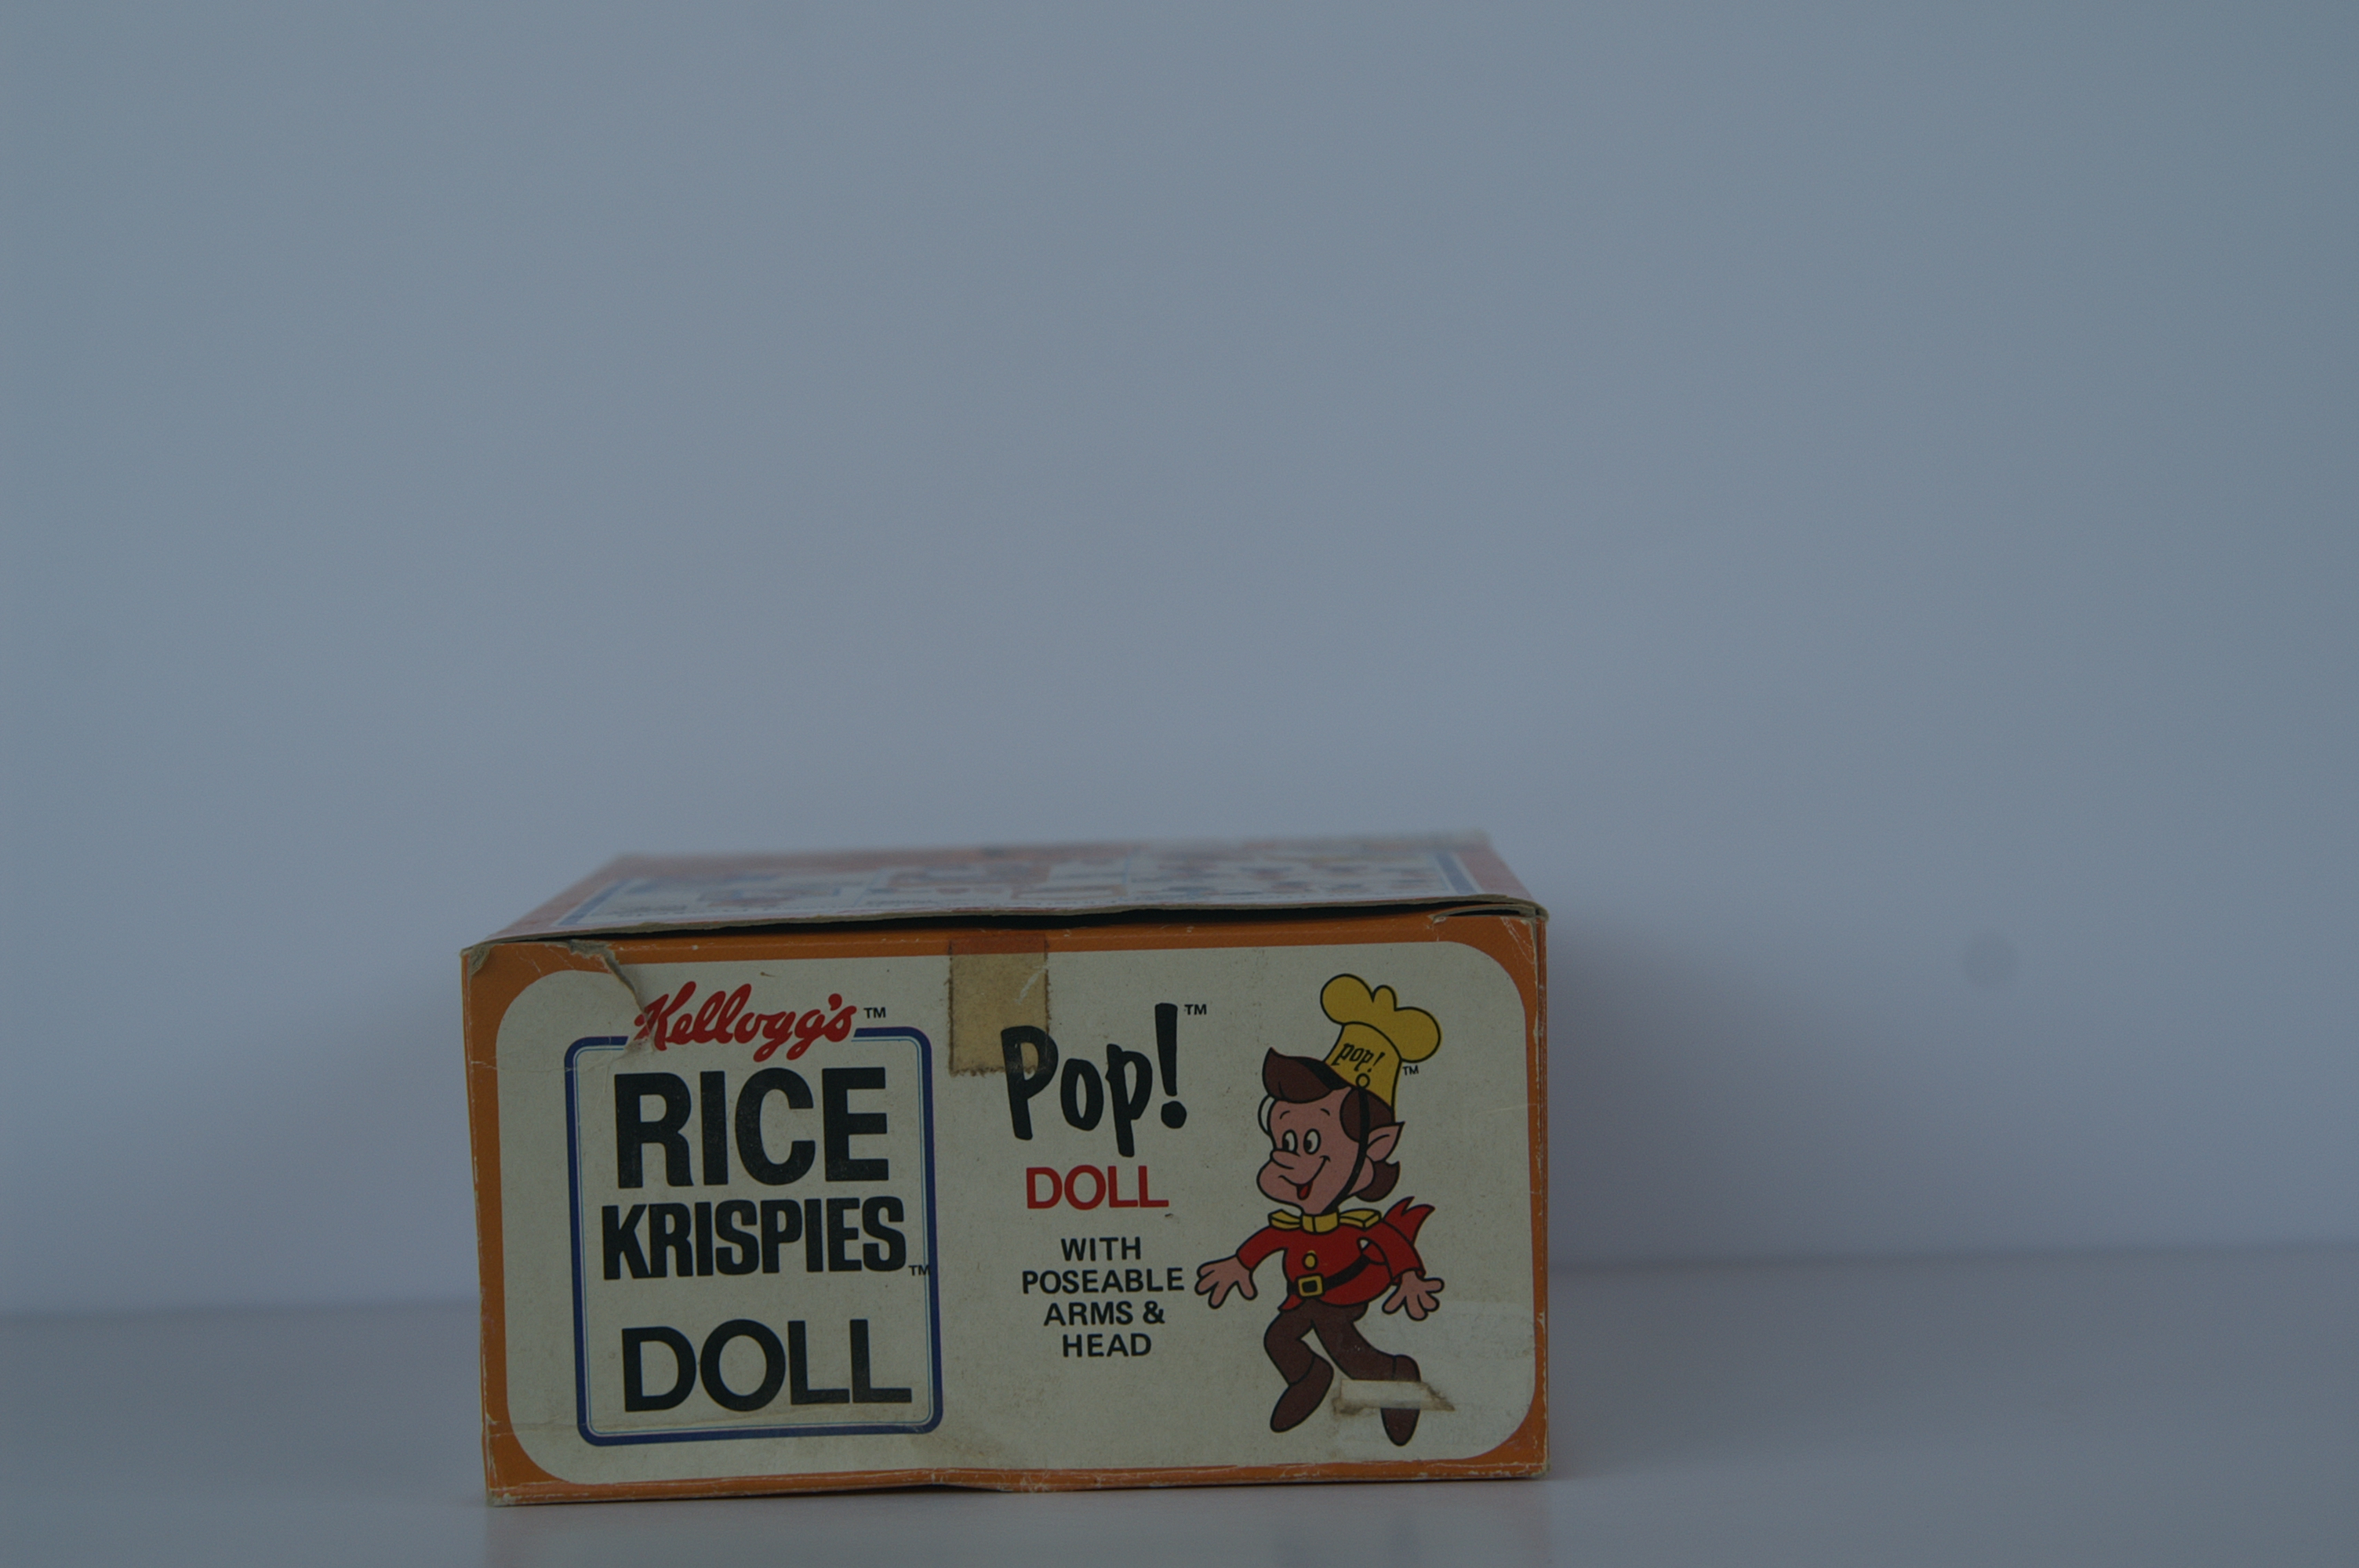 Kellogg's™
RICE
KRISPIES™
DOLL
Pop!™
DOLL
WITH
POSEABLE
ARMS &
HEAD
pop!
™